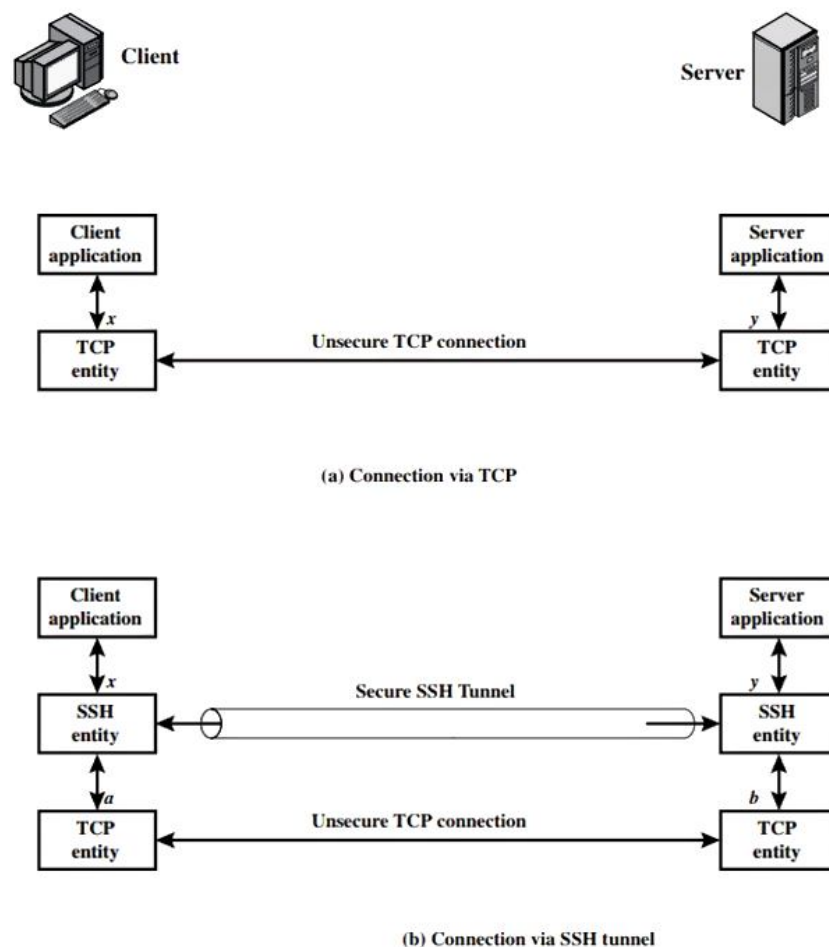 Client
Server
Client
application
Server
application
x
y
TCP
entity
Unsecure TCP connection
TCP
entity
(a) Connection via TCP
Client
application
Server
application
x
y
SSH
entity
Secure SSH Tunnel
SSH
entity
a
b
TCP
entity
Unsecure TCP connection
TCP
entity
(b) Connection via SSH tunnel